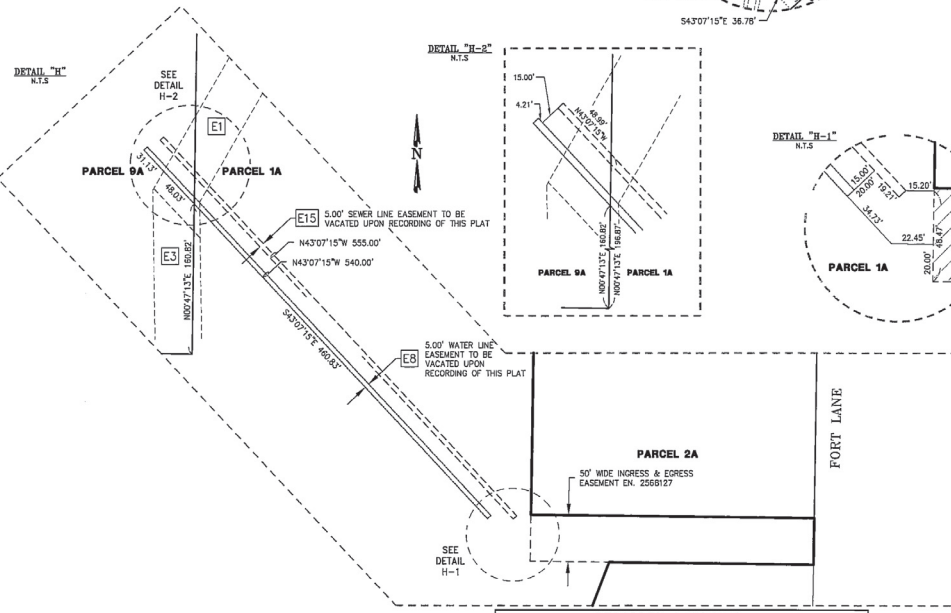 S43°07'15"E 36.78'
DETAIL "H"
N.T.S
SEE
DETAIL
H-2
E1
PARCEL 9A
PARCEL 1A
31.13'
48.03'
E3
N00°47'13"E 160.82'
E15
5.00' SEWER LINE EASEMENT TO BE
VACATED UPON RECORDING OF THIS PLAT
N43°07'15"W 555.00'
N43°07'15"W 540.00'
S43°07'15"E 460.83'
E8
5.00' WATER LINE
EASEMENT TO BE
VACATED UPON
RECORDING OF THIS PLAT
SEE
DETAIL
H-1
N
DETAIL "H-2"
N.T.S
15.00'
4.21'
48.99'
N43°07'15"W
N00°47'13"E 160.82'
N00°47'13"E 196.87'
PARCEL 9A
PARCEL 1A
DETAIL "H-1"
N.T.S
15.00'
20.00'
19.21'
15.20'
34.73'
22.45'
48.47'
20.00'
PARCEL 1A
PARCEL 2A
50' WIDE INGRESS & EGRESS
EASEMENT EN. 2568127
FORT LANE